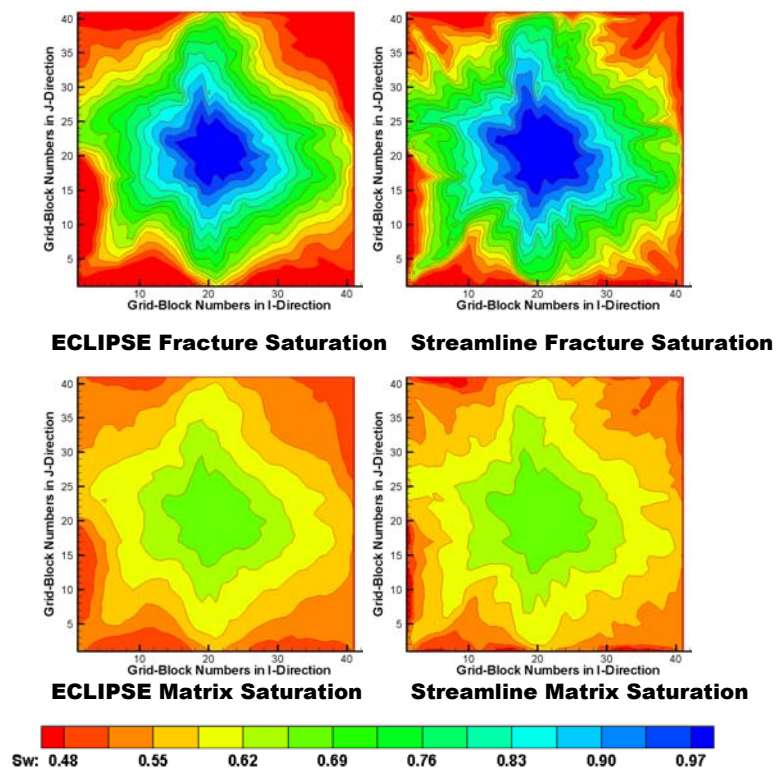 40
35
30
25
20
15
10
5
Grid-Block Numbers in J-Direction
10 20 30 40
Grid-Block Numbers in I-Direction
ECLIPSE Fracture Saturation
40
35
30
25
20
15
10
5
Grid-Block Numbers in J-Direction
10 20 30 40
Grid-Block Numbers in I-Direction
Streamline Fracture Saturation
40
35
30
25
20
15
10
5
Grid-Block Numbers in J-Direction
10 20 30 40
Grid-Block Numbers in I-Direction
ECLIPSE Matrix Saturation
40
35
30
25
20
15
10
5
Grid-Block Numbers in J-Direction
10 20 30 40
Grid-Block Numbers in I-Direction
Streamline Matrix Saturation
Sw: 0.48 0.55 0.62 0.69 0.76 0.83 0.90 0.97